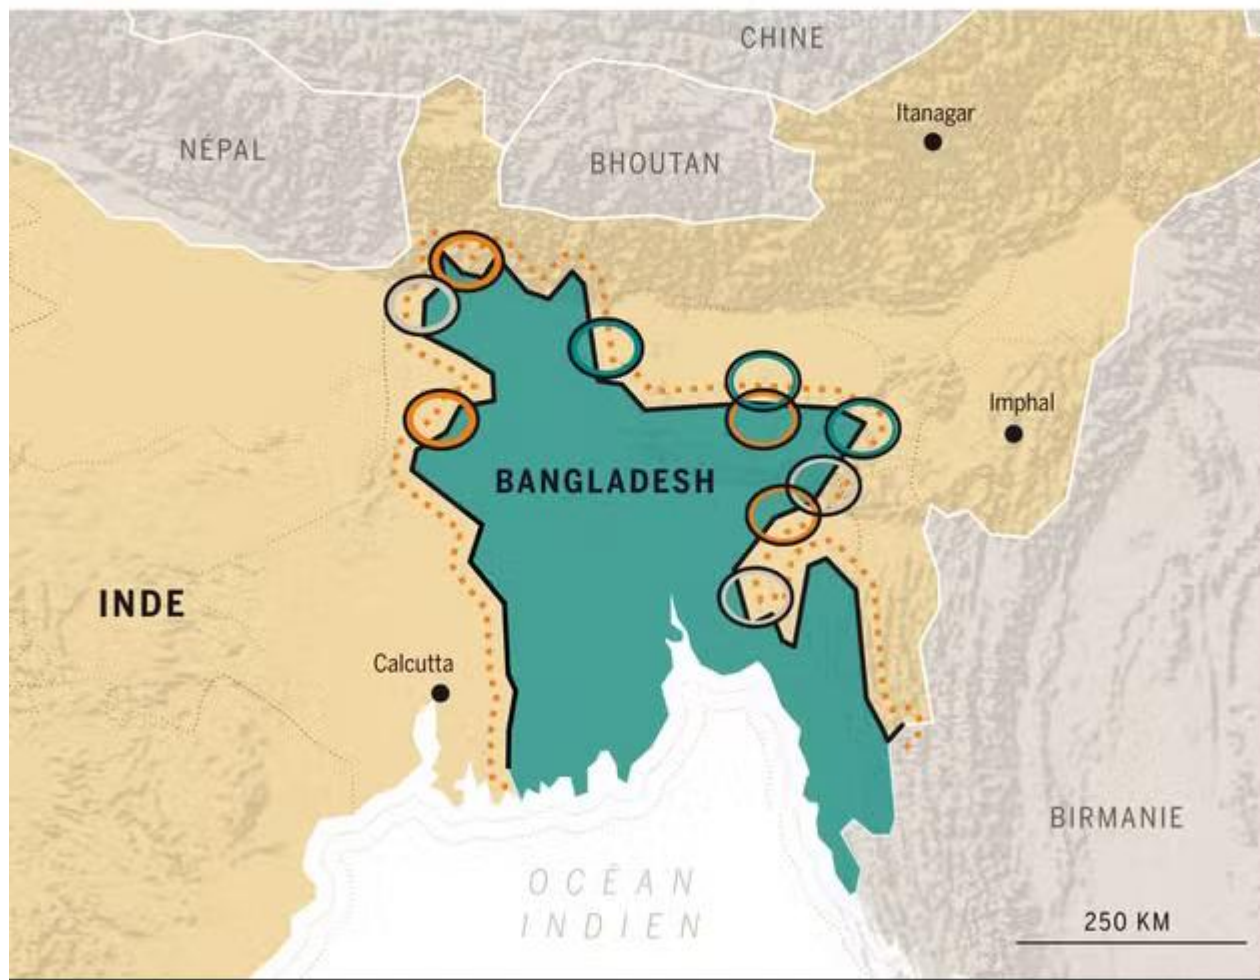 CHINE
Itanagar
NÉPAL
BHOUTAN
Imphal
BANGLADESH
INDE
Calcutta
BIRMANIE
OCÉAN
INDIEN
250 KM